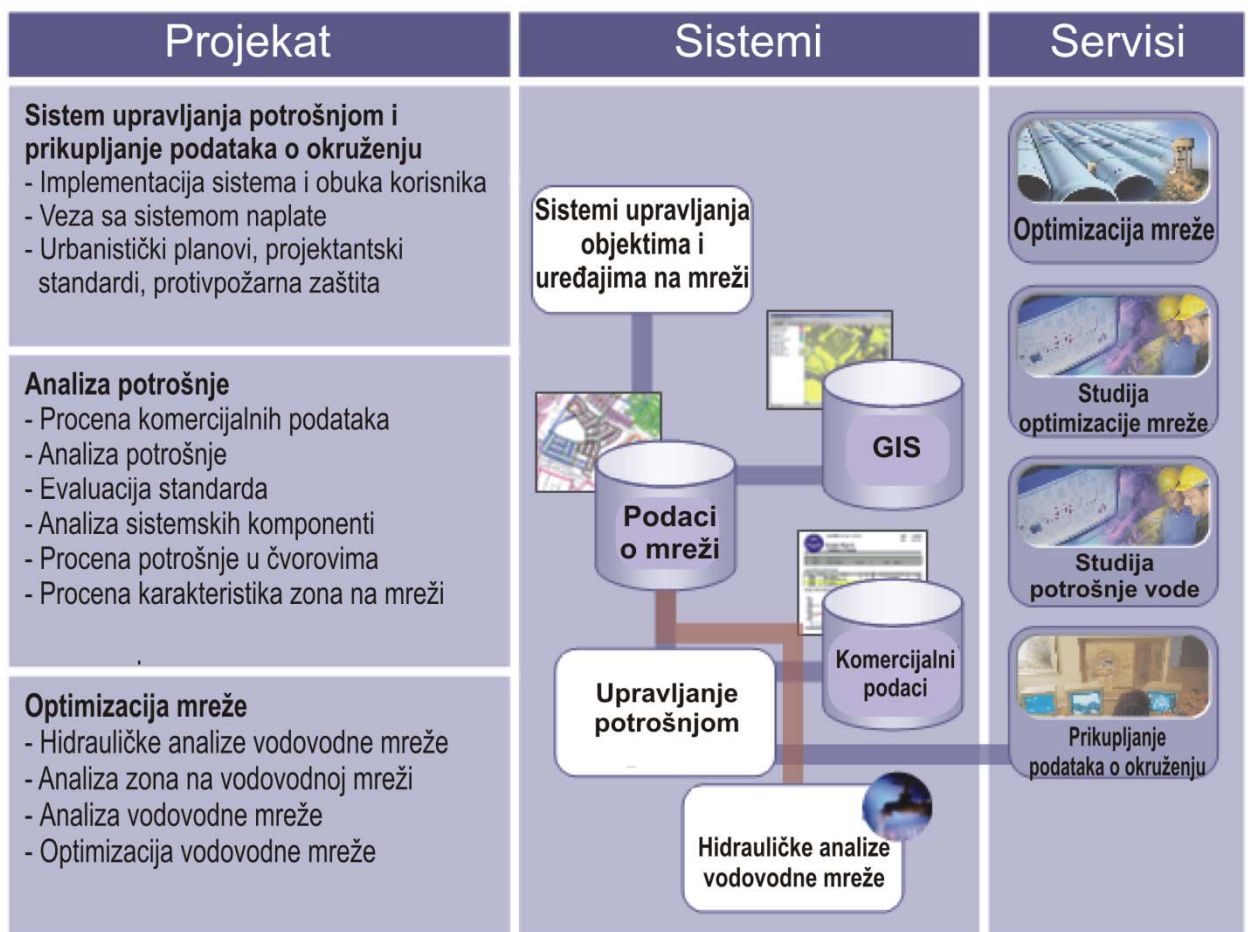 Projekat
Sistem upravljanja potrošnjom i
prikupljanje podataka o okruženju
- Implementacija sistema i obuka korisnika
- Veza sa sistemom naplate
- Urbanistički planovi, projektantski
standardi, protivpožarna zaštita
Analiza potrošnje
- Procena komercijalnih podataka
- Analiza potrošnje
- Evaluacija standarda
- Analiza sistemskih komponenti
- Procena potrošnje u čvorovima
- Procena karakteristika zona na mreži
Optimizacija mreže
- Hidrauličke analize vodovodne mreže
- Analiza zona na vodovodnoj mreži
- Analiza vodovodne mreže
- Optimizacija vodovodne mreže
Sistemi
Sistemi upravljanja
objektima i
uređajima na mreži
GIS
Podaci
o mreži
Komercijalni
podaci
Upravljanje
potrošnjom
Hidrauličke analize
vodovodne mreže
Servisi
Optimizacija mreže
Studija
optimizacije mreže
Studija
potrošnje vode
Prikupljanje
podataka o okruženju